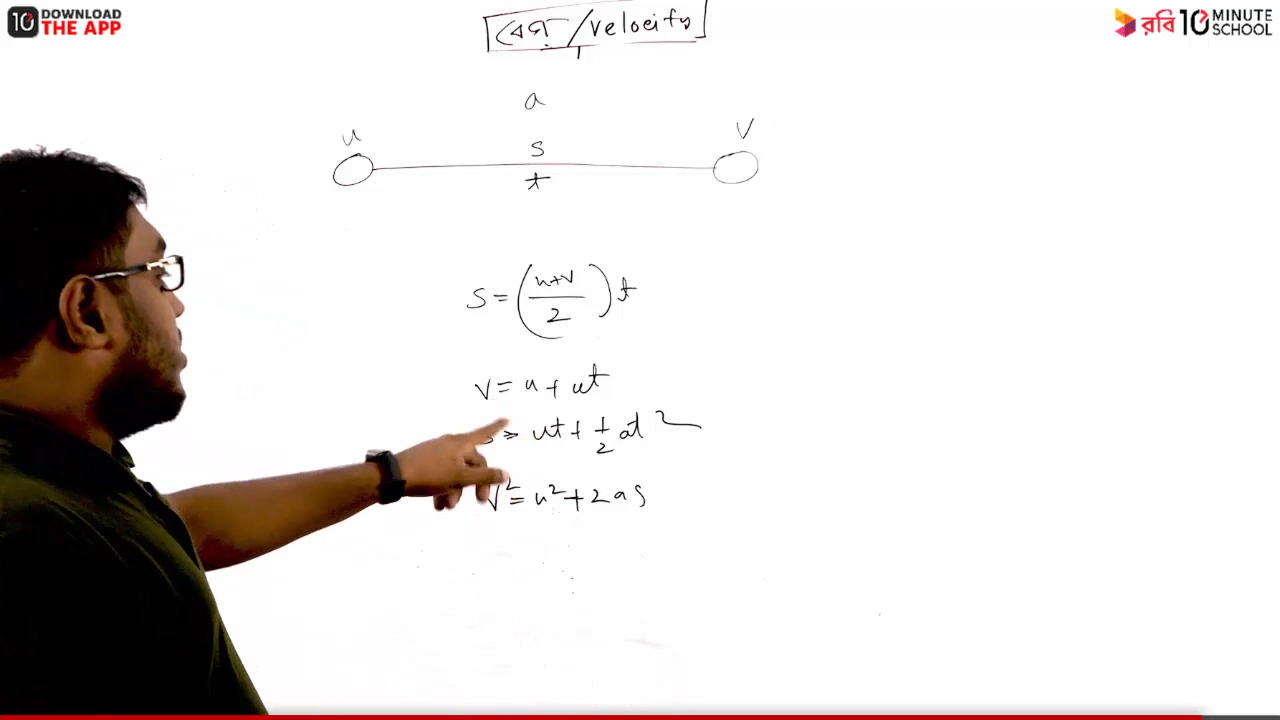 10 DOWNLOAD THE APP
রবি 10 MINUTE SCHOOL
বেগ / velocity
a
u
v
s
t
s = (u+v/2) t
v = u + at
s = ut + 1/2 at²
v² = u² + 2as